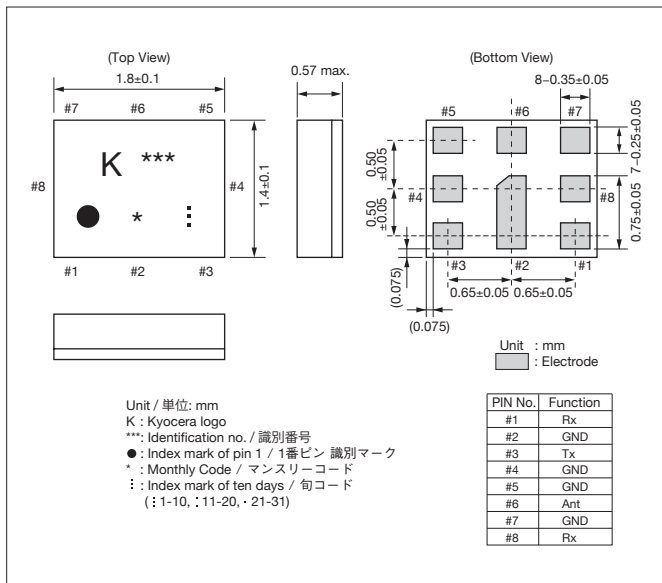 (Top View)
1.8±0.1
#7 #6 #5
K ***
#8
#4
1.4±0.1
*
#1 #2 #3
0.57 max.
(Bottom View)
8–0.35±0.05
#5 #6 #7
7–0.25±0.05
0.50
±0.05
#4
#8
0.75±0.05
0.50
±0.05
#3 #2 #1
(0.075)
0.65±0.05 0.65±0.05
(0.075)
Unit : mm
: Electrode
Unit / 単位: mm
K : Kyocera logo
***: Identification no. / 識別番号
● : Index mark of pin 1 / 1番ピン 識別マーク
* : Monthly Code / マンスリーコード
⋮ : Index mark of ten days / 旬コード
(⋮1-10, :11-20, · 21-31)
PIN No. Function
#1 Rx
#2 GND
#3 Tx
#4 GND
#5 GND
#6 Ant
#7 GND
#8 Rx